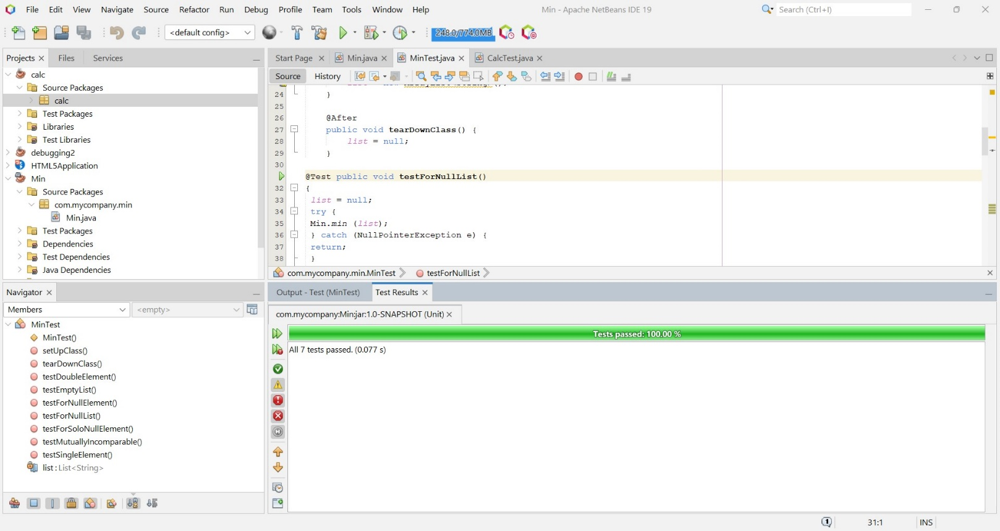 File Edit View Navigate Source Refactor Run Debug Profile Team Tools Window Help
Min - Apache NetBeans IDE 19
Search (Ctrl+I)
<default config>
248.0/774.0MB
Projects Files Services
calc
Source Packages
calc
Test Packages
Libraries
Test Libraries
debugging2
HTML5Application
Min
Source Packages
com.mycompany.min
Min.java
Test Packages
Dependencies
Test Dependencies
Java Dependencies
Start Page Min.java MinTest.java CalcTest.java
Source History
24 }
25
26 @After
27 public void tearDownClass() {
28 list = null;
29 }
30
@Test public void testForNullList()
32 {
33 list = null;
34 try {
35 Min.min (list);
36 } catch (NullPointerException e) {
37 return;
38 }
com.mycompany.min.MinTest testForNullList
Navigator
Members <empty>
MinTest
MinTest()
setUpClass()
tearDownClass()
testDoubleElement()
testEmptyList()
testForNullElement()
testForNullList()
testForSoloNullElement()
testMutuallyIncomparable()
testSingleElement()
list : List<String>
Output - Test (MinTest) Test Results
com.mycompany:Min:jar:1.0-SNAPSHOT (Unit)
Tests passed: 100.00 %
All 7 tests passed. (0.077 s)
1
31:1 INS